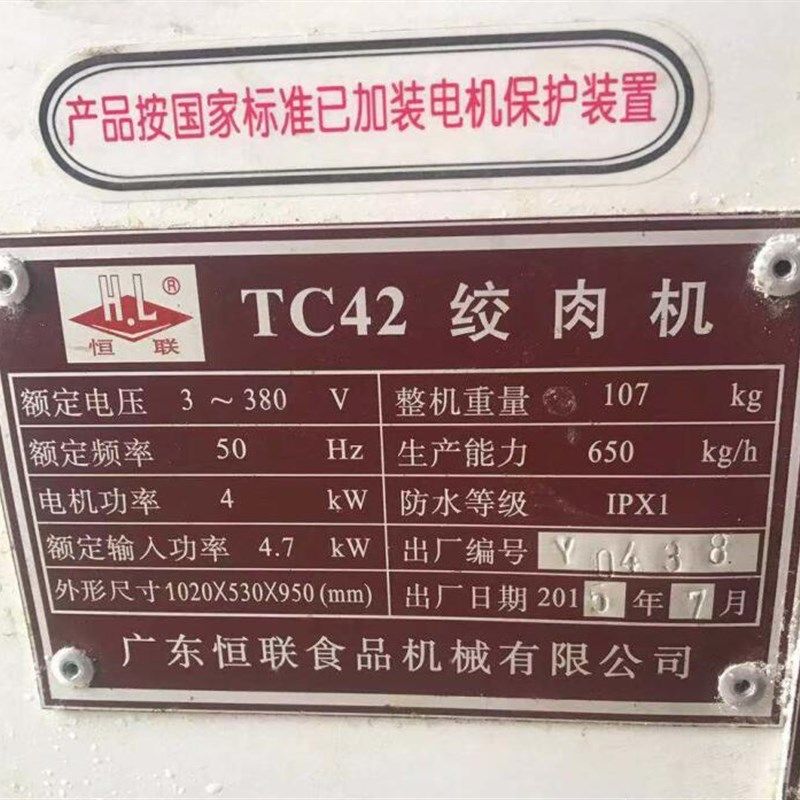 产品按国家标准已加装电机保护装置
H.L ®
恒 联
TC42 绞肉机
额定电压 3～380 V 整机重量 107 kg
额定频率 50 Hz 生产能力 650 kg/h
电机功率 4 kW 防水等级 IPX1
额定输入功率 4.7 kW 出厂编号 Y0438
外形尺寸 1020X530X950 (mm) 出厂日期 2015年7月
广东恒联食品机械有限公司